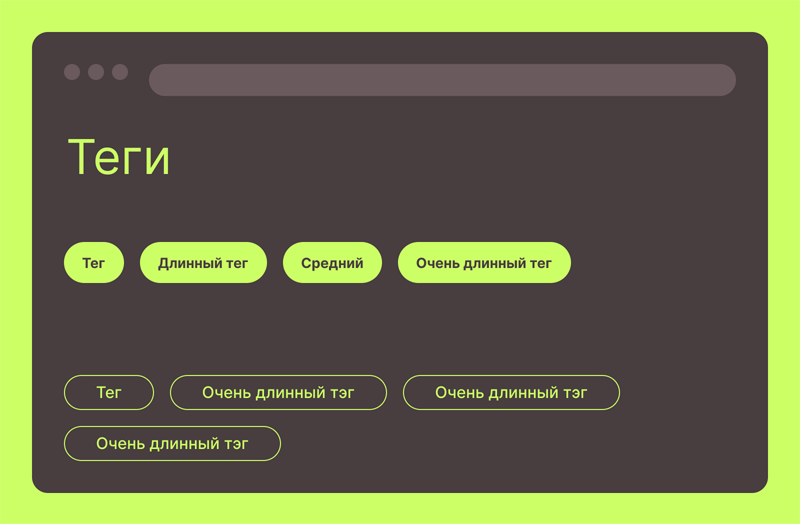 Теги
Тег Длинный тег Средний Очень длинный тег
Тег Очень длинный тэг Очень длинный тэг
Очень длинный тэг